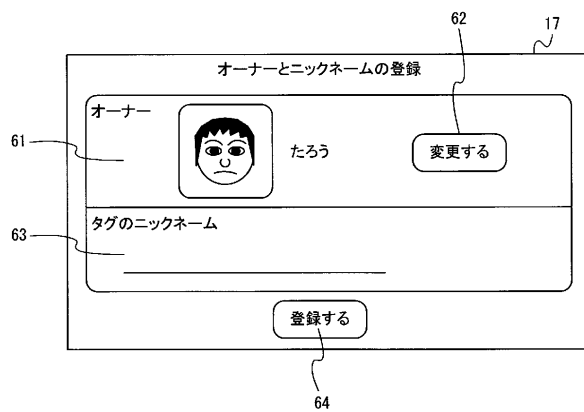 62
17
オーナーとニックネームの登録
オーナー
61
たろう
変更する
タグのニックネーム
63
登録する
64